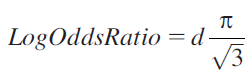 LogOddsRatio = d π/√3